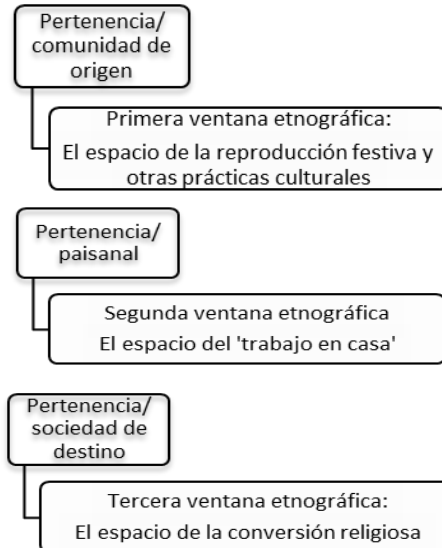 Pertenencia/
comunidad de
origen
Primera ventana etnográfica:
El espacio de la reproducción festiva y
otras prácticas culturales
Pertenencia/
paisanal
Segunda ventana etnográfica
El espacio del 'trabajo en casa'
Pertenencia/
sociedad de
destino
Tercera ventana etnográfica:
El espacio de la conversión religiosa